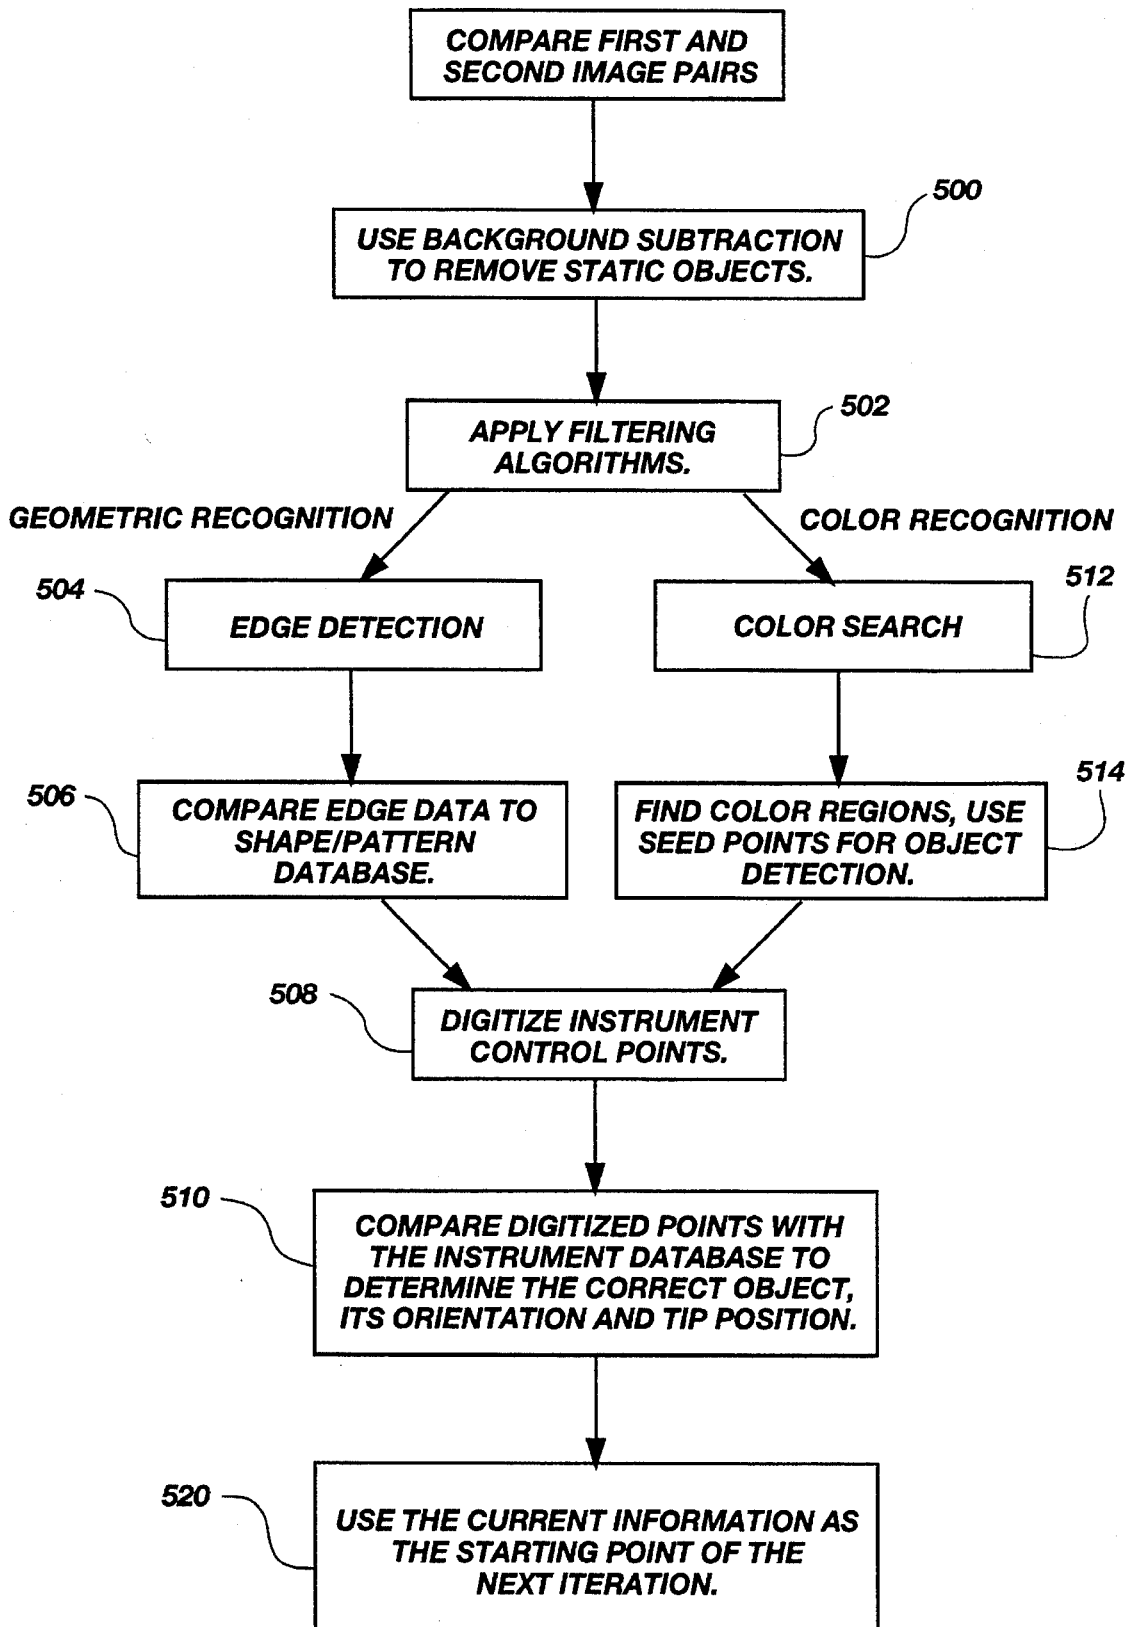 COMPARE FIRST AND
SECOND IMAGE PAIRS
500
USE BACKGROUND SUBTRACTION
TO REMOVE STATIC OBJECTS.
502
APPLY FILTERING
ALGORITHMS.
GEOMETRIC RECOGNITION
COLOR RECOGNITION
504
EDGE DETECTION
512
COLOR SEARCH
506
COMPARE EDGE DATA TO
SHAPE/PATTERN
DATABASE.
514
FIND COLOR REGIONS, USE
SEED POINTS FOR OBJECT
DETECTION.
508
DIGITIZE INSTRUMENT
CONTROL POINTS.
510
COMPARE DIGITIZED POINTS WITH
THE INSTRUMENT DATABASE TO
DETERMINE THE CORRECT OBJECT,
ITS ORIENTATION AND TIP POSITION.
520
USE THE CURRENT INFORMATION AS
THE STARTING POINT OF THE
NEXT ITERATION.